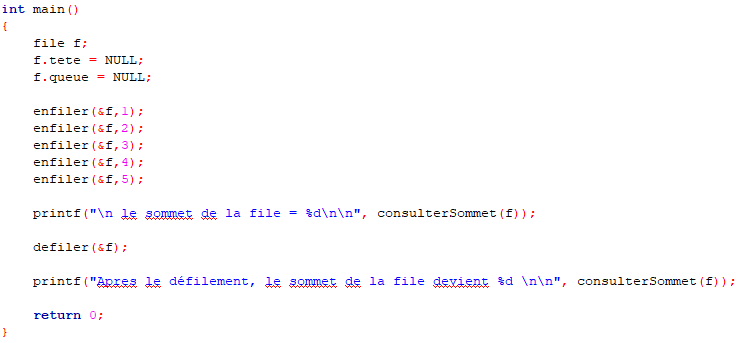 int main()
{
    file f;
    f.tete = NULL;
    f.queue = NULL;

    enfiler(&f,1);
    enfiler(&f,2);
    enfiler(&f,3);
    enfiler(&f,4);
    enfiler(&f,5);

    printf("\n le sommet de la file = %d\n\n", consulterSommet(f));

    defiler(&f);

    printf("Apres le défilement, le sommet de la file devient %d \n\n", consulterSommet(f));

    return 0;
}